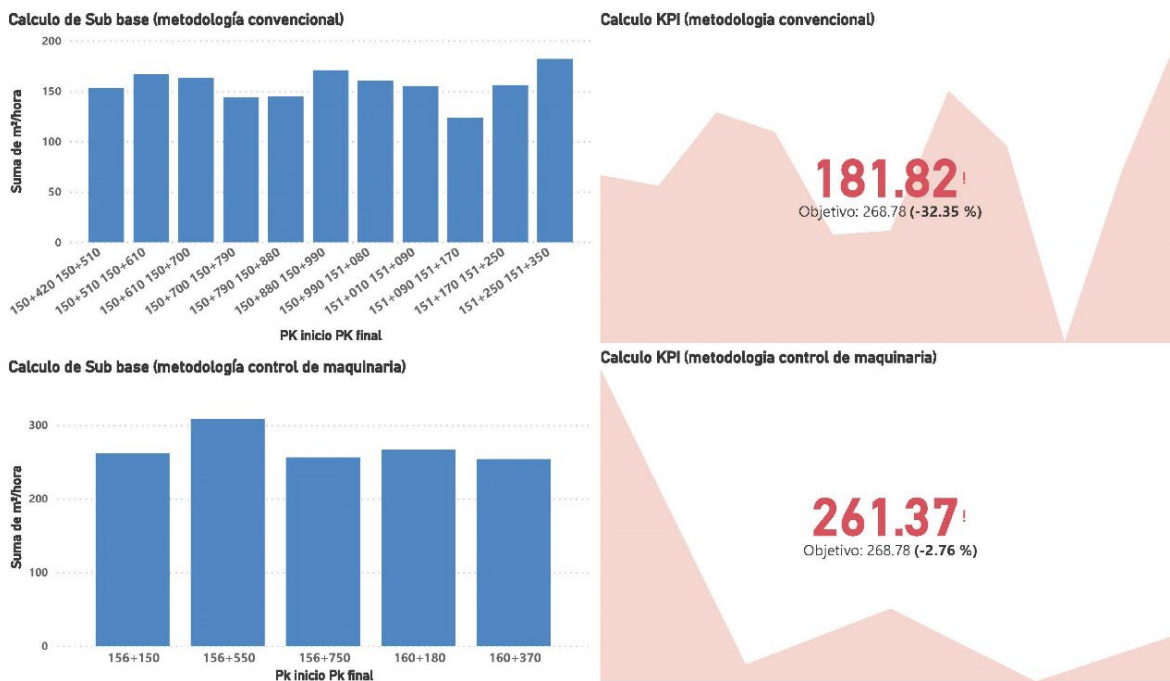 Calculo de Sub base (metodología convencional)
200
150
100
50
0
Suma de m²/hora
150+420 150+510
150+510 150+610
150+610 150+700
150+700 150+790
150+790 150+880
150+880 150+990
150+990 151+080
151+010 151+090
151+090 151+170
151+170 151+250
151+250 151+350
PK inicio PK final
Calculo KPI (metodologia convencional)
181.82!
Objetivo: 268.78 (-32.35 %)
Calculo de Sub base (metodología control de maquinaria)
300
200
100
0
Suma de m²/hora
156+150
156+550
156+750
160+180
160+370
Pk inicio Pk final
Calculo KPI (metodologia control de maquinaria)
261.37!
Objetivo: 268.78 (-2.76 %)